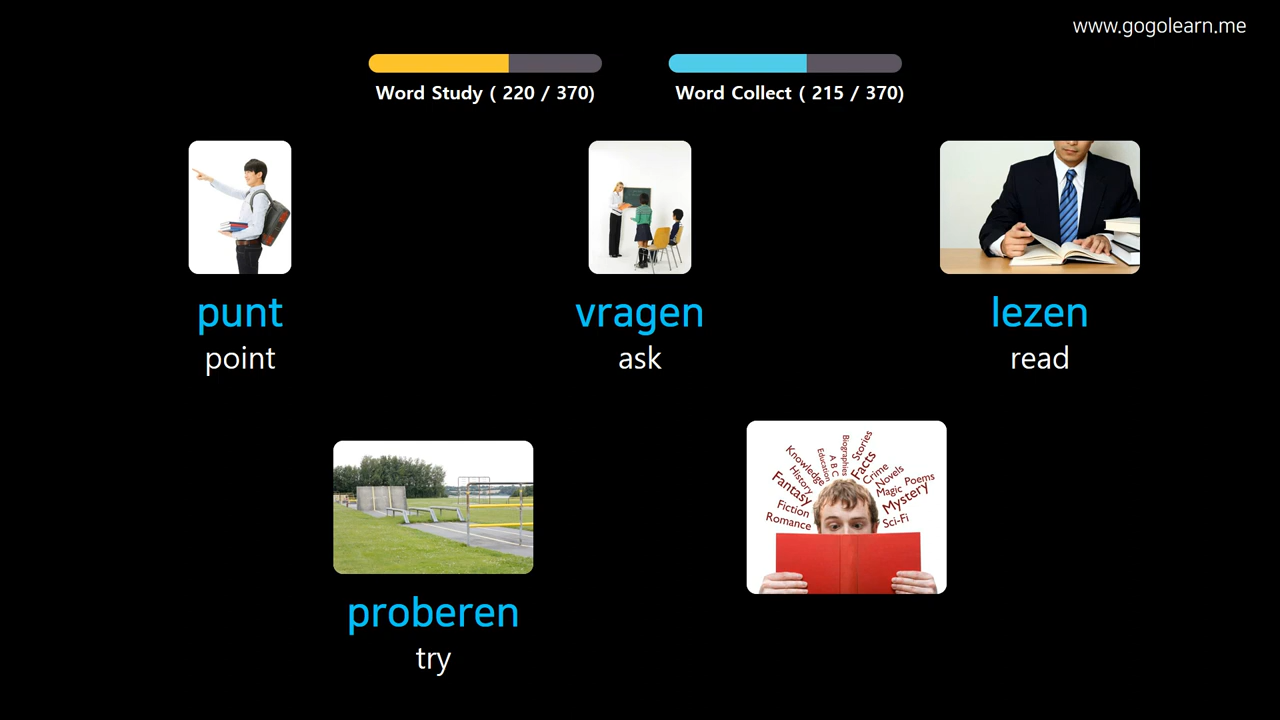 www.gogolearn.me
Word Study ( 220 / 370)
Word Collect ( 215 / 370)
punt
point
vragen
ask
lezen
read
proberen
try
Knowledge
History
Fantasy
Fiction
Romance
Education
A B C
Biographies
Stories
Facts
Crime
Novels
Magic
Poems
Mystery
Sci-Fi